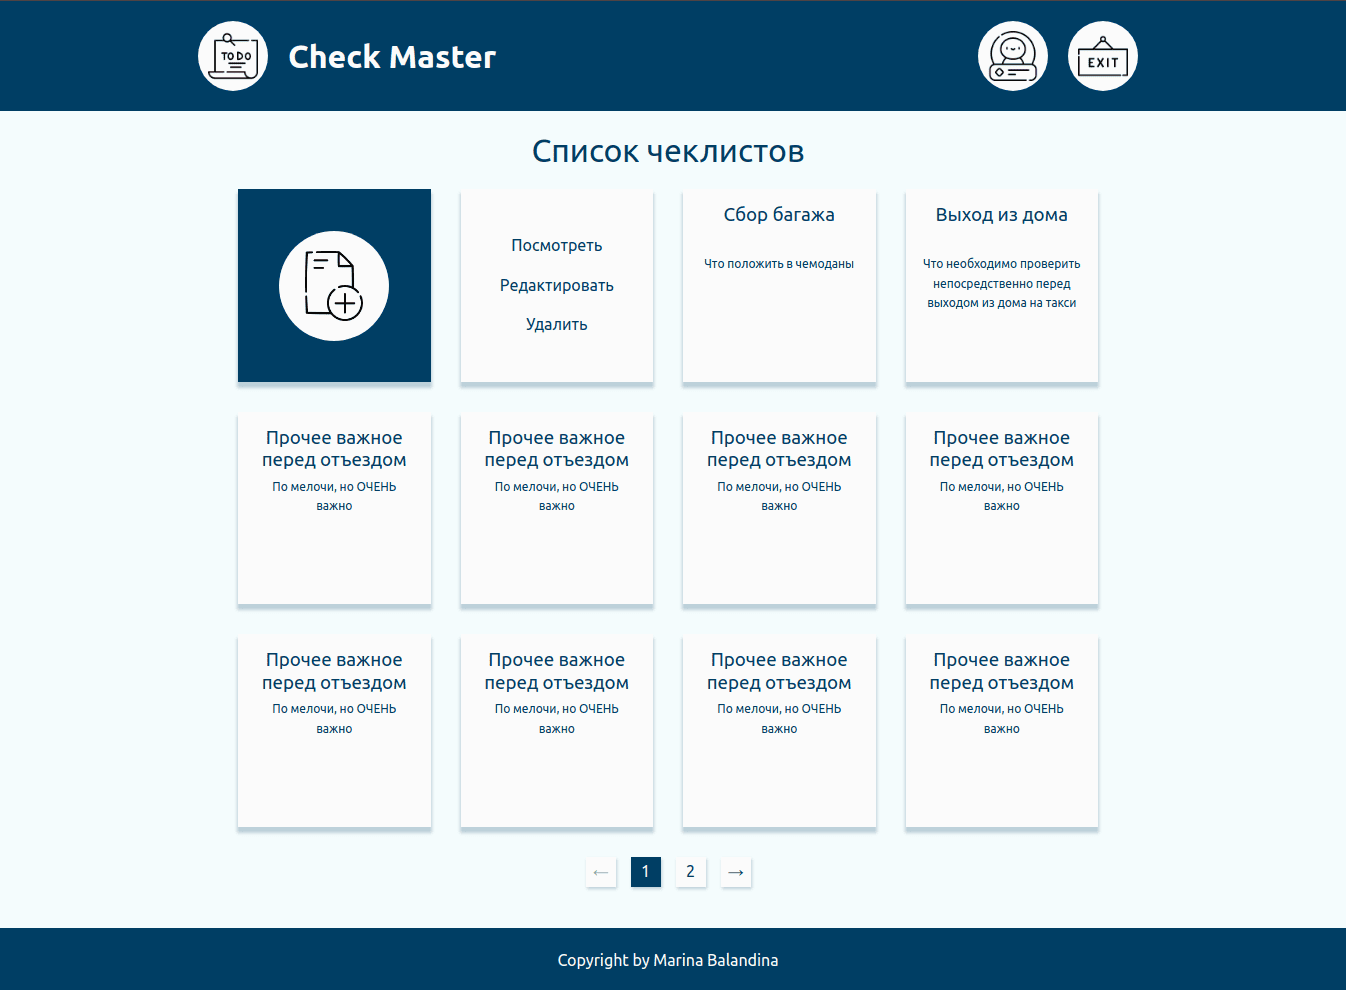 TODO
Check Master
EXIT
Список чеклистов
Посмотреть
Редактировать
Удалить
Сбор багажа
Что положить в чемоданы
Выход из дома
Что необходимо проверить
непосредственно перед
выходом из дома на такси
Прочее важное
перед отъездом
По мелочи, но ОЧЕНЬ
важно
Прочее важное
перед отъездом
По мелочи, но ОЧЕНЬ
важно
Прочее важное
перед отъездом
По мелочи, но ОЧЕНЬ
важно
Прочее важное
перед отъездом
По мелочи, но ОЧЕНЬ
важно
Прочее важное
перед отъездом
По мелочи, но ОЧЕНЬ
важно
Прочее важное
перед отъездом
По мелочи, но ОЧЕНЬ
важно
Прочее важное
перед отъездом
По мелочи, но ОЧЕНЬ
важно
Прочее важное
перед отъездом
По мелочи, но ОЧЕНЬ
важно
← 1 2 →
Copyright by Marina Balandina